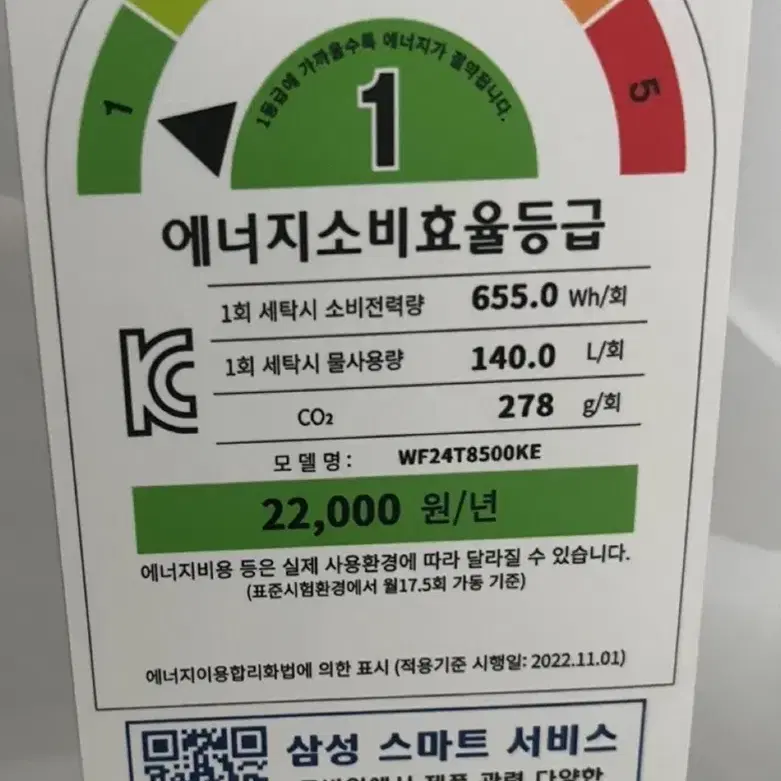 1등급에 가까울수록 에너지가 절약됩니다.
1
1
5
에너지소비효율등급
1회 세탁시 소비전력량 655.0 Wh/회
1회 세탁시 물사용량 140.0 L/회
CO₂ 278 g/회
모델명: WF24T8500KE
22,000 원/년
에너지비용 등은 실제 사용환경에 따라 달라질 수 있습니다.
(표준시험환경에서 월17.5회 가동 기준)
에너지이용합리화법에 의한 표시 (적용기준 시행일: 2022.11.01)
삼성 스마트 서비스
제품 관련 다양한